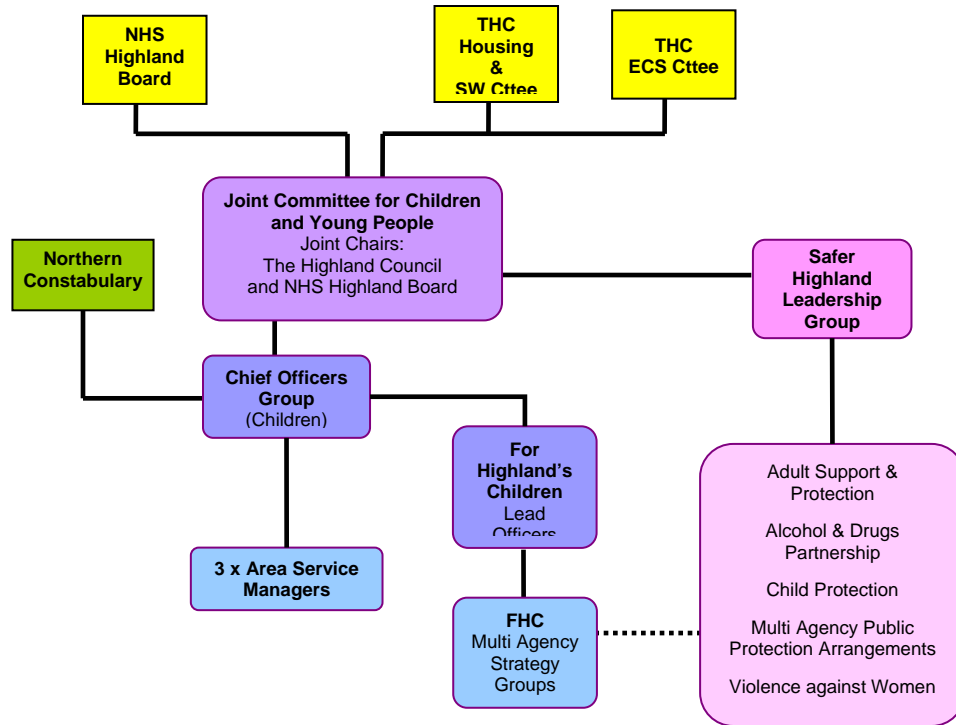 NHS
Highland
Board
THC
Housing
&
SW Cttee
THC
ECS Cttee
Joint Committee for Children
and Young People
Joint Chairs:
The Highland Council
and NHS Highland Board
Northern
Constabulary
Safer
Highland
Leadership
Group
Chief Officers
Group
(Children)
For
Highland's
Children
Lead
Officers
3 x Area Service
Managers
FHC
Multi Agency
Strategy
Groups
Adult Support &
Protection
Alcohol & Drugs
Partnership
Child Protection
Multi Agency Public
Protection Arrangements
Violence against Women